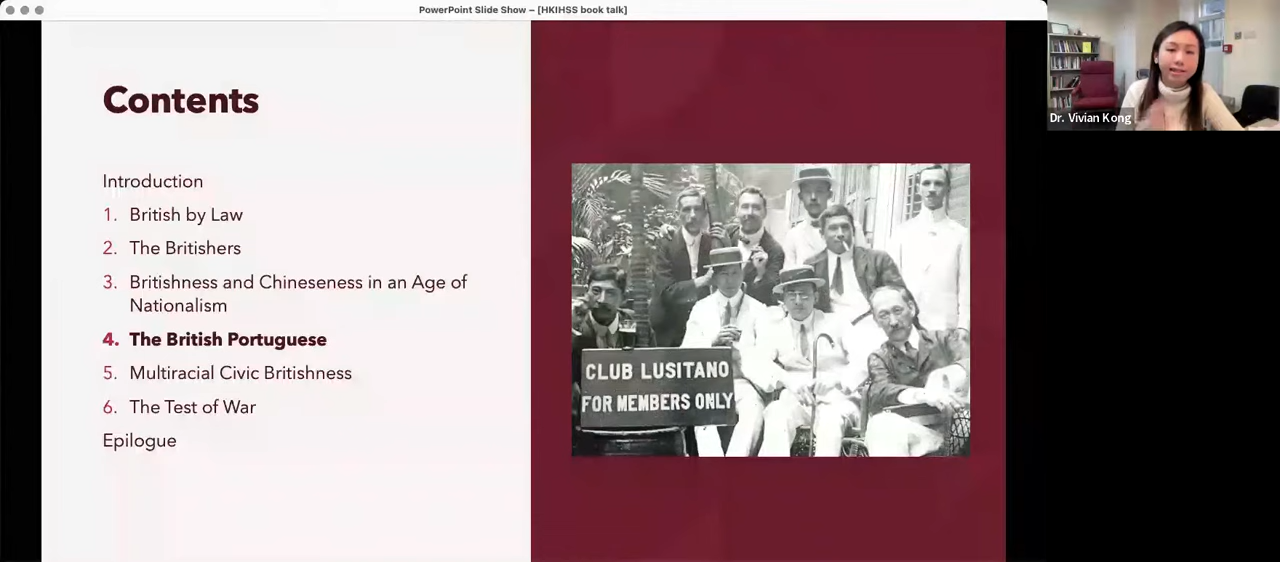 PowerPoint Slide Show – [HKIHSS book talk]
Contents
Introduction
1. British by Law
2. The Britishers
3. Britishness and Chineseness in an Age of
Nationalism
4. The British Portuguese
5. Multiracial Civic Britishness
6. The Test of War
Epilogue
CLUB LUSITANO
FOR MEMBERS ONLY
Dr. Vivian Kong